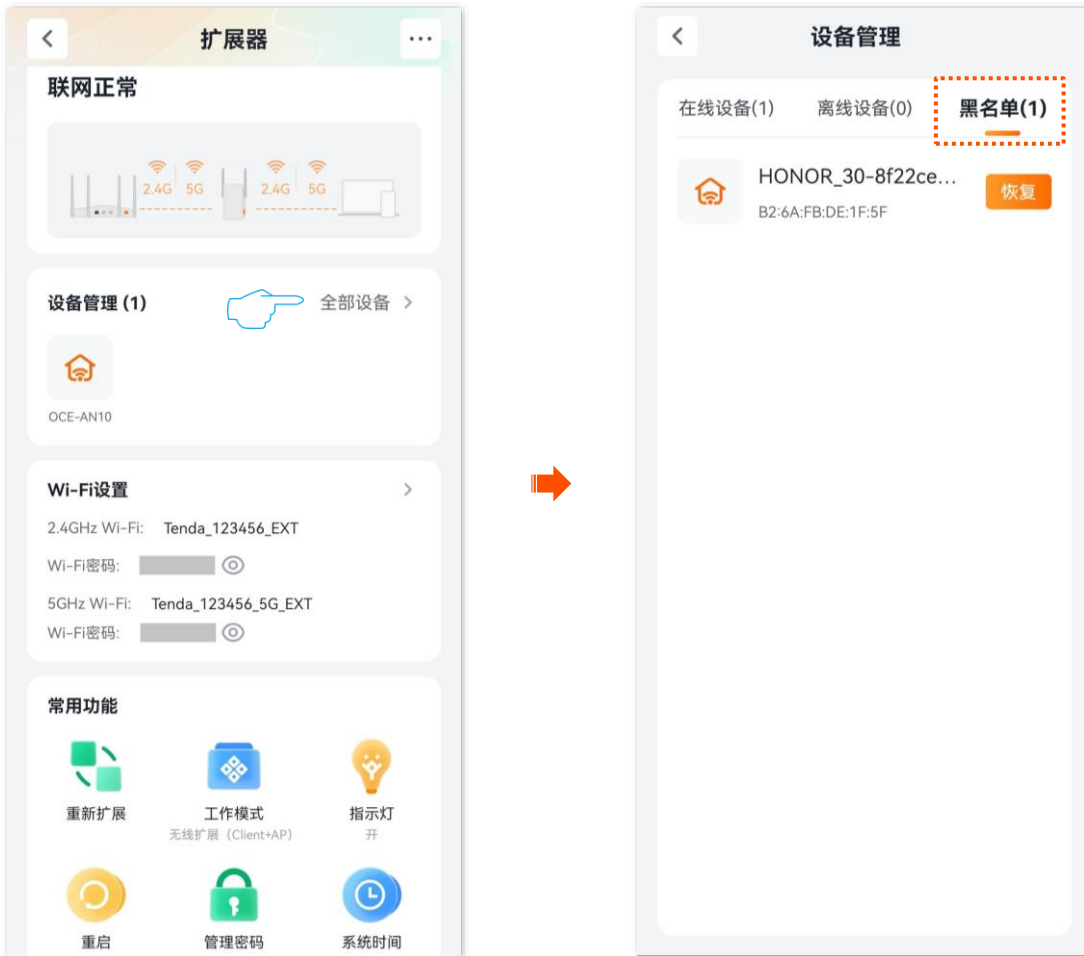 扩展器
联网正常
2.4G 5G 2.4G 5G
设备管理 (1) 全部设备
OCE-AN10
Wi-Fi设置
2.4GHz Wi-Fi: Tenda_123456_EXT
Wi-Fi密码:
5GHz Wi-Fi: Tenda_123456_5G_EXT
Wi-Fi密码:
常用功能
重新扩展 工作模式 指示灯
无线扩展（Client+AP） 开
重启 管理密码 系统时间
设备管理
在线设备(1) 离线设备(0) 黑名单(1)
HONOR_30-8f22ce...
恢复
B2:6A:FB:DE:1F:5F